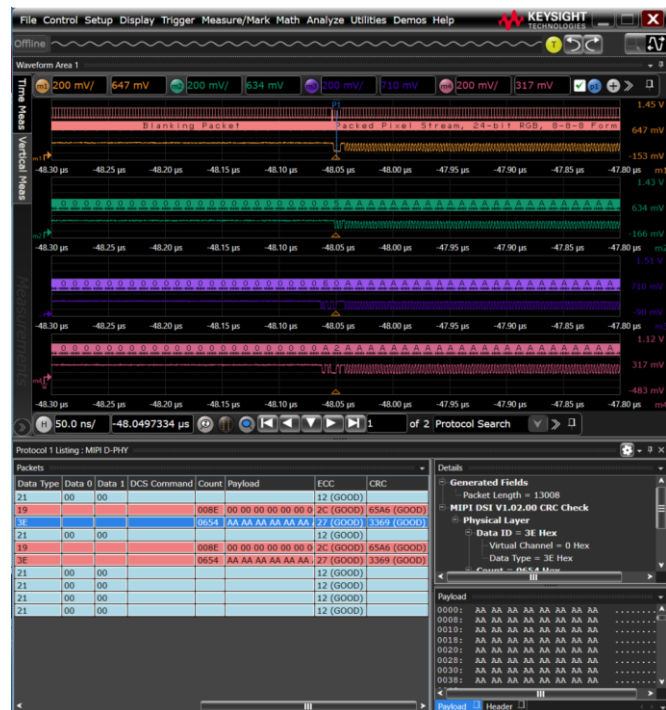 File Control Setup Display Trigger Measure/Mark Math Analyze Utilities Demos Help
KEYSIGHT
TECHNOLOGIES
Offline
T
Waveform Area 1
Time Meas
Vertical Meas
Measurements
m1 200 mV/ 647 mV m2 200 mV/ 634 mV m3 200 mV/ 710 mV m4 200 mV/ 317 mV p1
P1
1.45 V
Blanking Packet Packed Pixel Stream, 24-bit RGB, 8-8-8 Form
647 mV
-153 mV
m1
-48.30 µs -48.25 µs -48.20 µs -48.15 µs -48.10 µs -48.05 µs -48.00 µs -47.95 µs -47.90 µs -47.85 µs -47.80 µs m1
1.43 V
634 mV
-166 mV
m2
-48.30 µs -48.25 µs -48.20 µs -48.15 µs -48.10 µs -48.05 µs -48.00 µs -47.95 µs -47.90 µs -47.85 µs -47.80 µs m2
1.51 V
710 mV
-90 mV
-48.30 µs -48.25 µs -48.20 µs -48.15 µs -48.10 µs -48.05 µs -48.00 µs -47.95 µs -47.90 µs -47.85 µs -47.80 µs m3
1.12 V
317 mV
-483 mV
m4
-48.30 µs -48.25 µs -48.20 µs -48.15 µs -48.10 µs -48.05 µs -48.00 µs -47.95 µs -47.90 µs -47.85 µs -47.80 µs m4
H 50.0 ns/ -48.0497334 µs 1 of 2 Protocol Search
Protocol 1 Listing : MIPI D-PHY
Packets
Data Type Data 0 Data 1 DCS Command Count Payload ECC CRC
21 00 00 12 (GOOD)
19 008E 00 00 00 00 00 00 0 2C (GOOD) 65A6 (GOOD)
3E 0654 AA AA AA AA AA AA 27 (GOOD) 3369 (GOOD)
21 00 00 12 (GOOD)
19 008E 00 00 00 00 00 00 0 2C (GOOD) 65A6 (GOOD)
3E 0654 AA AA AA AA AA AA 27 (GOOD) 3369 (GOOD)
21 00 00 12 (GOOD)
21 00 00 12 (GOOD)
21 00 00 12 (GOOD)
21 00 00 12 (GOOD)
Details
Generated Fields
Packet Length = 13008
MIPI DSI V1.02.00 CRC Check
Physical Layer
Data ID = 3E Hex
Virtual Channel = 0 Hex
Data Type = 3E Hex
Count = 0654 Hex
Payload
0000: AA AA AA AA AA AA AA AA ........
0008: AA AA AA AA AA AA AA AA ........
0010: AA AA AA AA AA AA AA AA ........
0018: AA AA AA AA AA AA AA AA ........
0020: AA AA AA AA AA AA AA AA ........
0028: AA AA AA AA AA AA AA AA ........
0030: AA AA AA AA AA AA AA AA ........
0038: AA AA AA AA AA AA AA AA ........
Payload Header